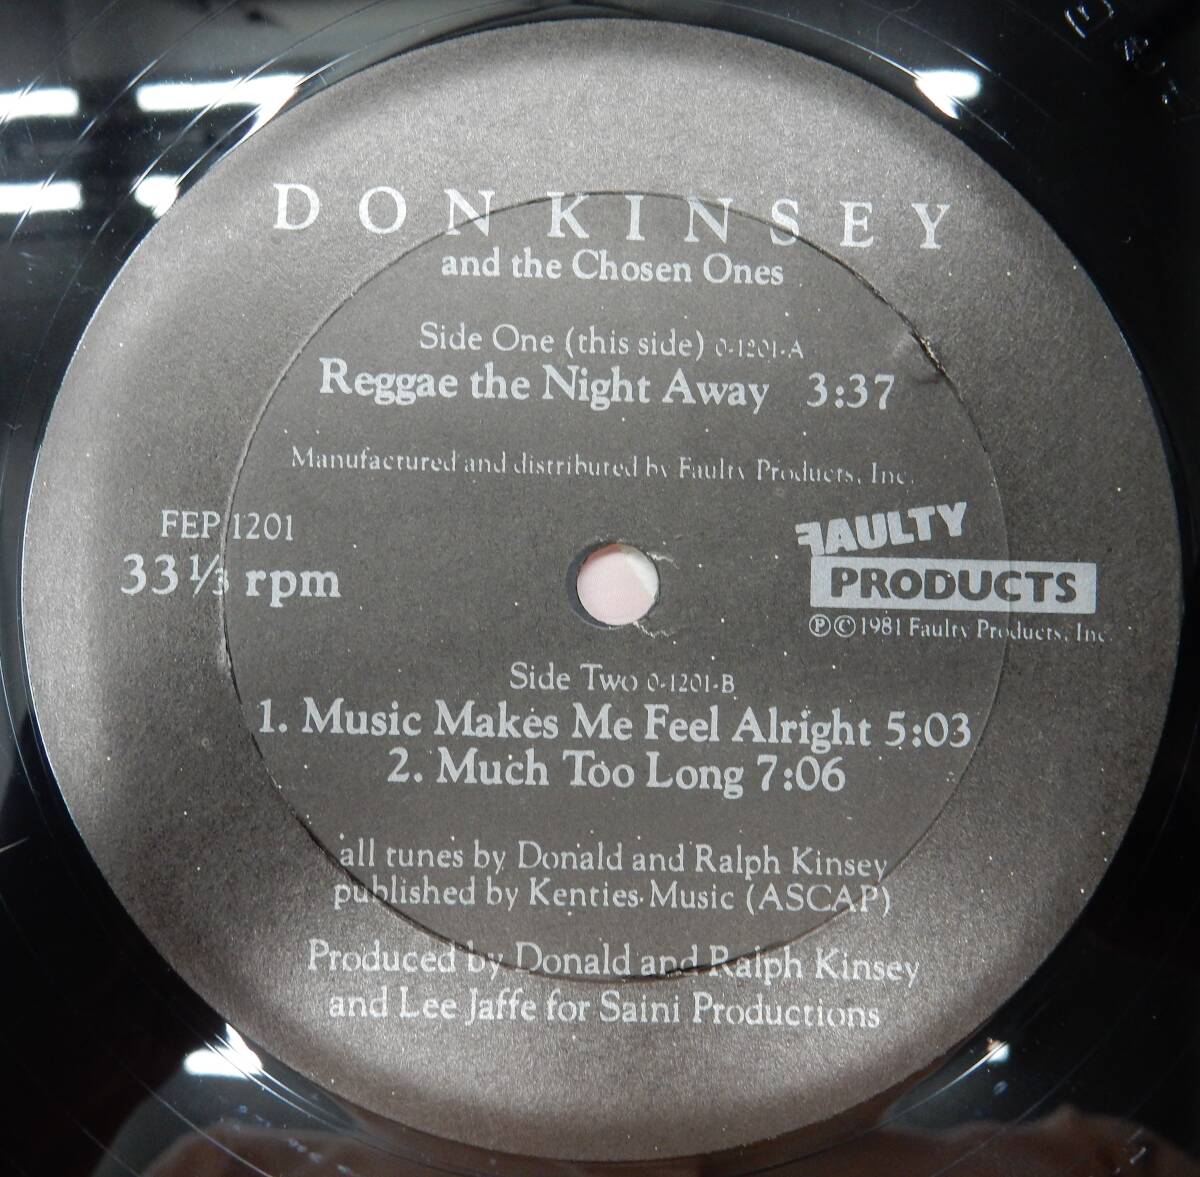 DON KINSEY
and the Chosen Ones
Side One (this side) 0-1201-A
Reggae the Night Away 3:37
Manufactured and distributed by Faulty Products, Inc.
FEP 1201
33 1/3 rpm
FAULTY
PRODUCTS
℗©1981 Faulty Products, Inc.
Side Two 0-1201-B
1. Music Makes Me Feel Alright 5:03
2. Much Too Long 7:06
all tunes by Donald and Ralph Kinsey
published by Kenties Music (ASCAP)
Produced by Donald and Ralph Kinsey
and Lee Jaffe for Saini Productions